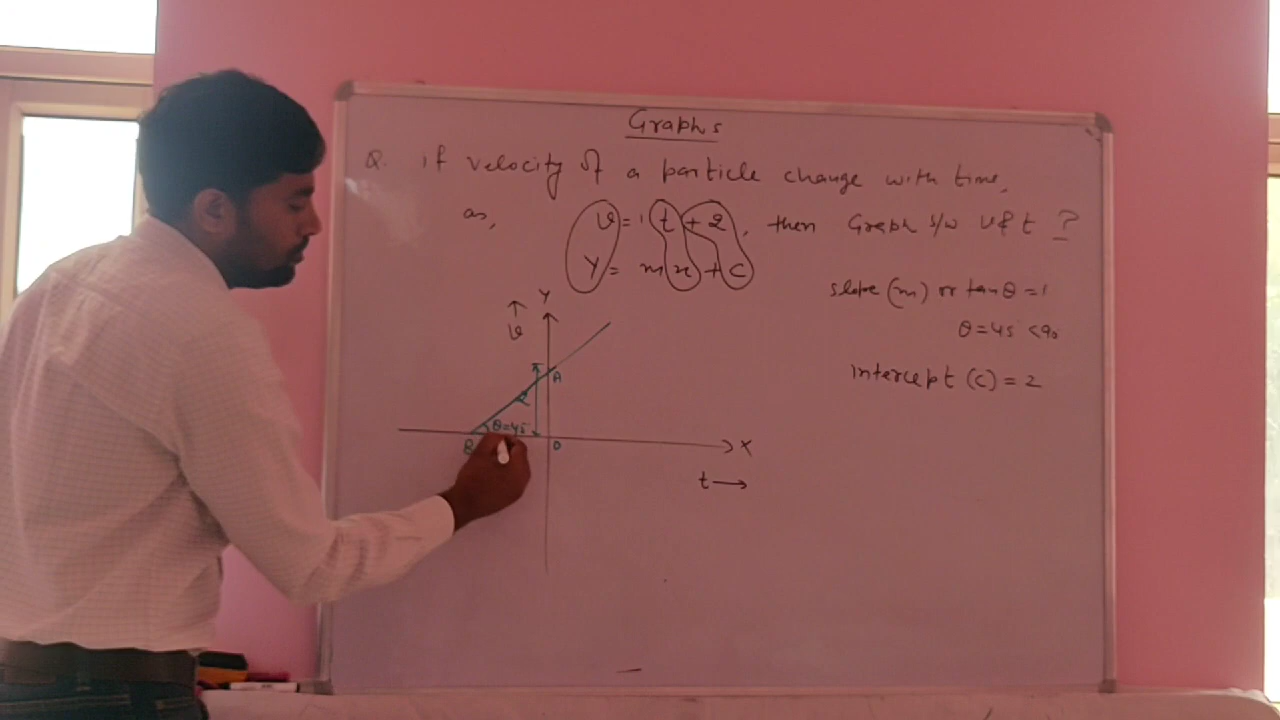 Graphs
Q. if velocity of a particle change with time,
as, v = 1 t + 2, then Graph b/w v & t ?
Y = m x + c
slope (m) or tan θ = 1
θ = 45 < 90
intercept (c) = 2
Y
↑
v
A
2
θ = 45
B
O
X
t →